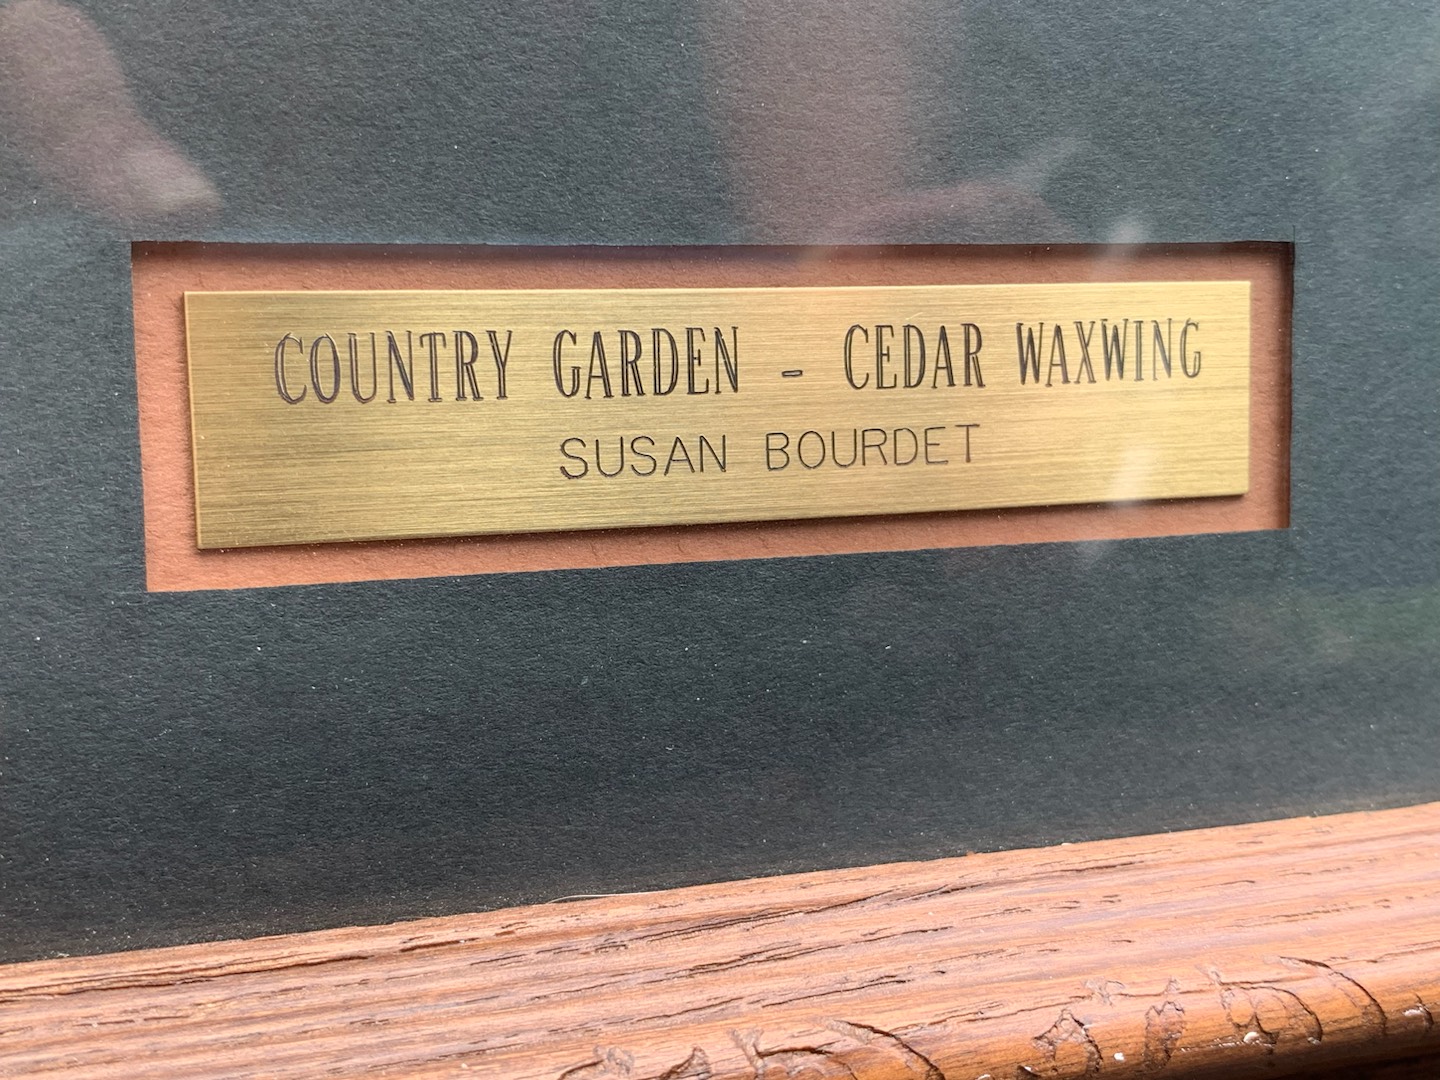 COUNTRY GARDEN - CEDAR WAXWING
SUSAN BOURDET